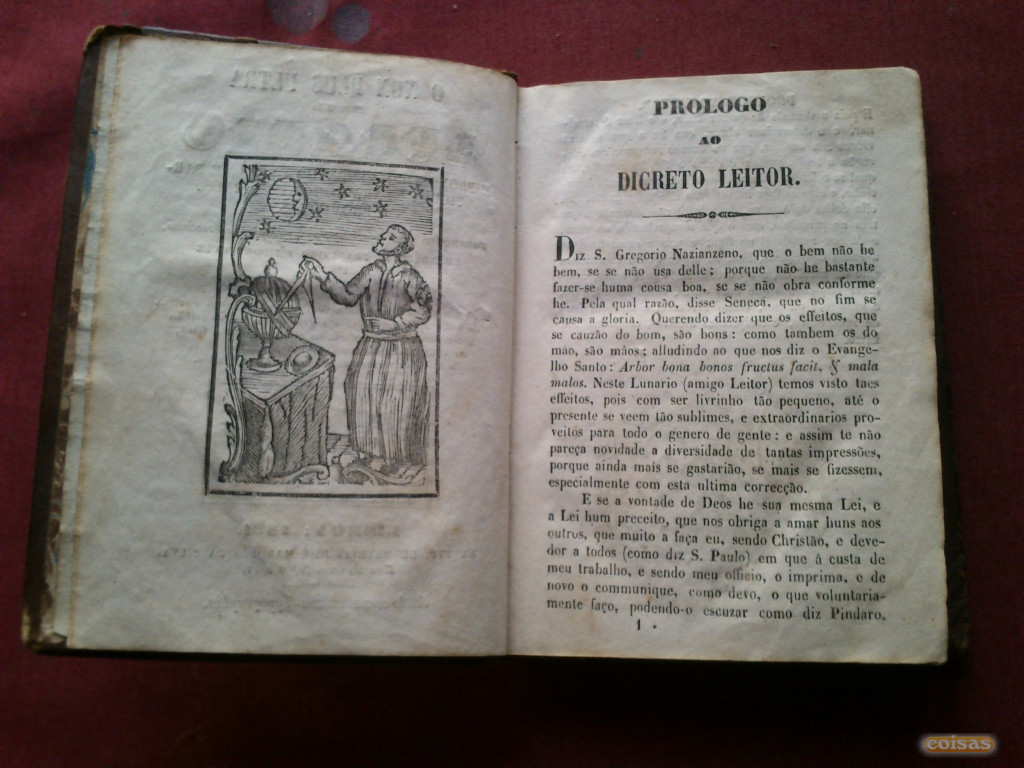 PROLOGO
AO
DICRETO LEITOR.
Diz S. Gregorio Nazianzeno, que o bem não he
bem, se se não usa delle; porque não he bastante
fazer-se huma cousa boa, se se não obra conforme
he. Pela qual razão, disse Seneca, que no fim se
causa a gloria. Querendo dizer que os effeitos, que
se cauzão do bom, são bons: como tambem os do
máo, são máos; alludindo ao que nos diz o Evange-
lho Santo: Arbor bona bonos fructus facit, & mala
malos. Neste Lunario (amigo Leitor) temos visto taes
effeitos, pois com ser livrinho tão pequeno, até o
presente se veem tão sublimes, e extraordinarios pro-
veitos para todo o genero de gente: e assim te não
pareça novidade a diversidade de tantas impressões,
porque ainda mais se gastarião, se mais se fizessem,
especialmente com esta ultima correcção.
E se a vontade de Deos he sua mesma Lei, e
a Lei hum preceito, que nos obriga a amar huns aos
outros, que muito a faça eu, sendo Christão, e deve-
dor a todos (como diz S. Paulo) em que á custa de
meu trabalho, e sendo meu officio, o imprima, e de
novo o communique, como devo, o que voluntaria-
mente faço, podendo-o escuzar como diz Pindaro.
1 *
O NON PLUS ULTRA
coisas